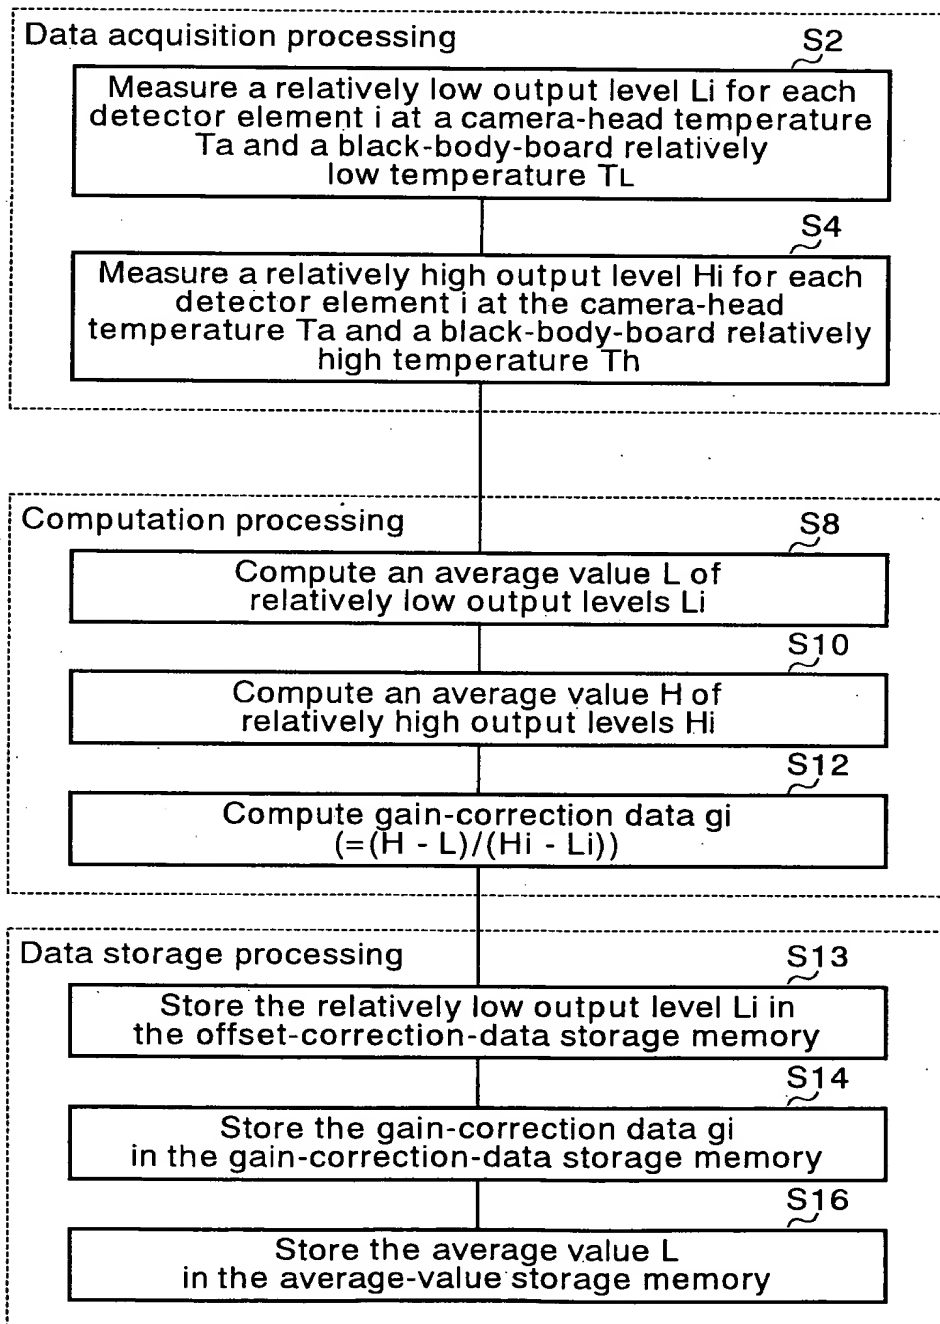 Data acquisition processing
S2
Measure a relatively low output level Li for each
detector element i at a camera-head temperature
Ta and a black-body-board relatively
low temperature TL
S4
Measure a relatively high output level Hi for each
detector element i at the camera-head
temperature Ta and a black-body-board relatively
high temperature Th
Computation processing
S8
Compute an average value L of
relatively low output levels Li
S10
Compute an average value H of
relatively high output levels Hi
S12
Compute gain-correction data gi
(=(H - L)/(Hi - Li))
Data storage processing
S13
Store the relatively low output level Li in
the offset-correction-data storage memory
S14
Store the gain-correction data gi
in the gain-correction-data storage memory
S16
Store the average value L
in the average-value storage memory